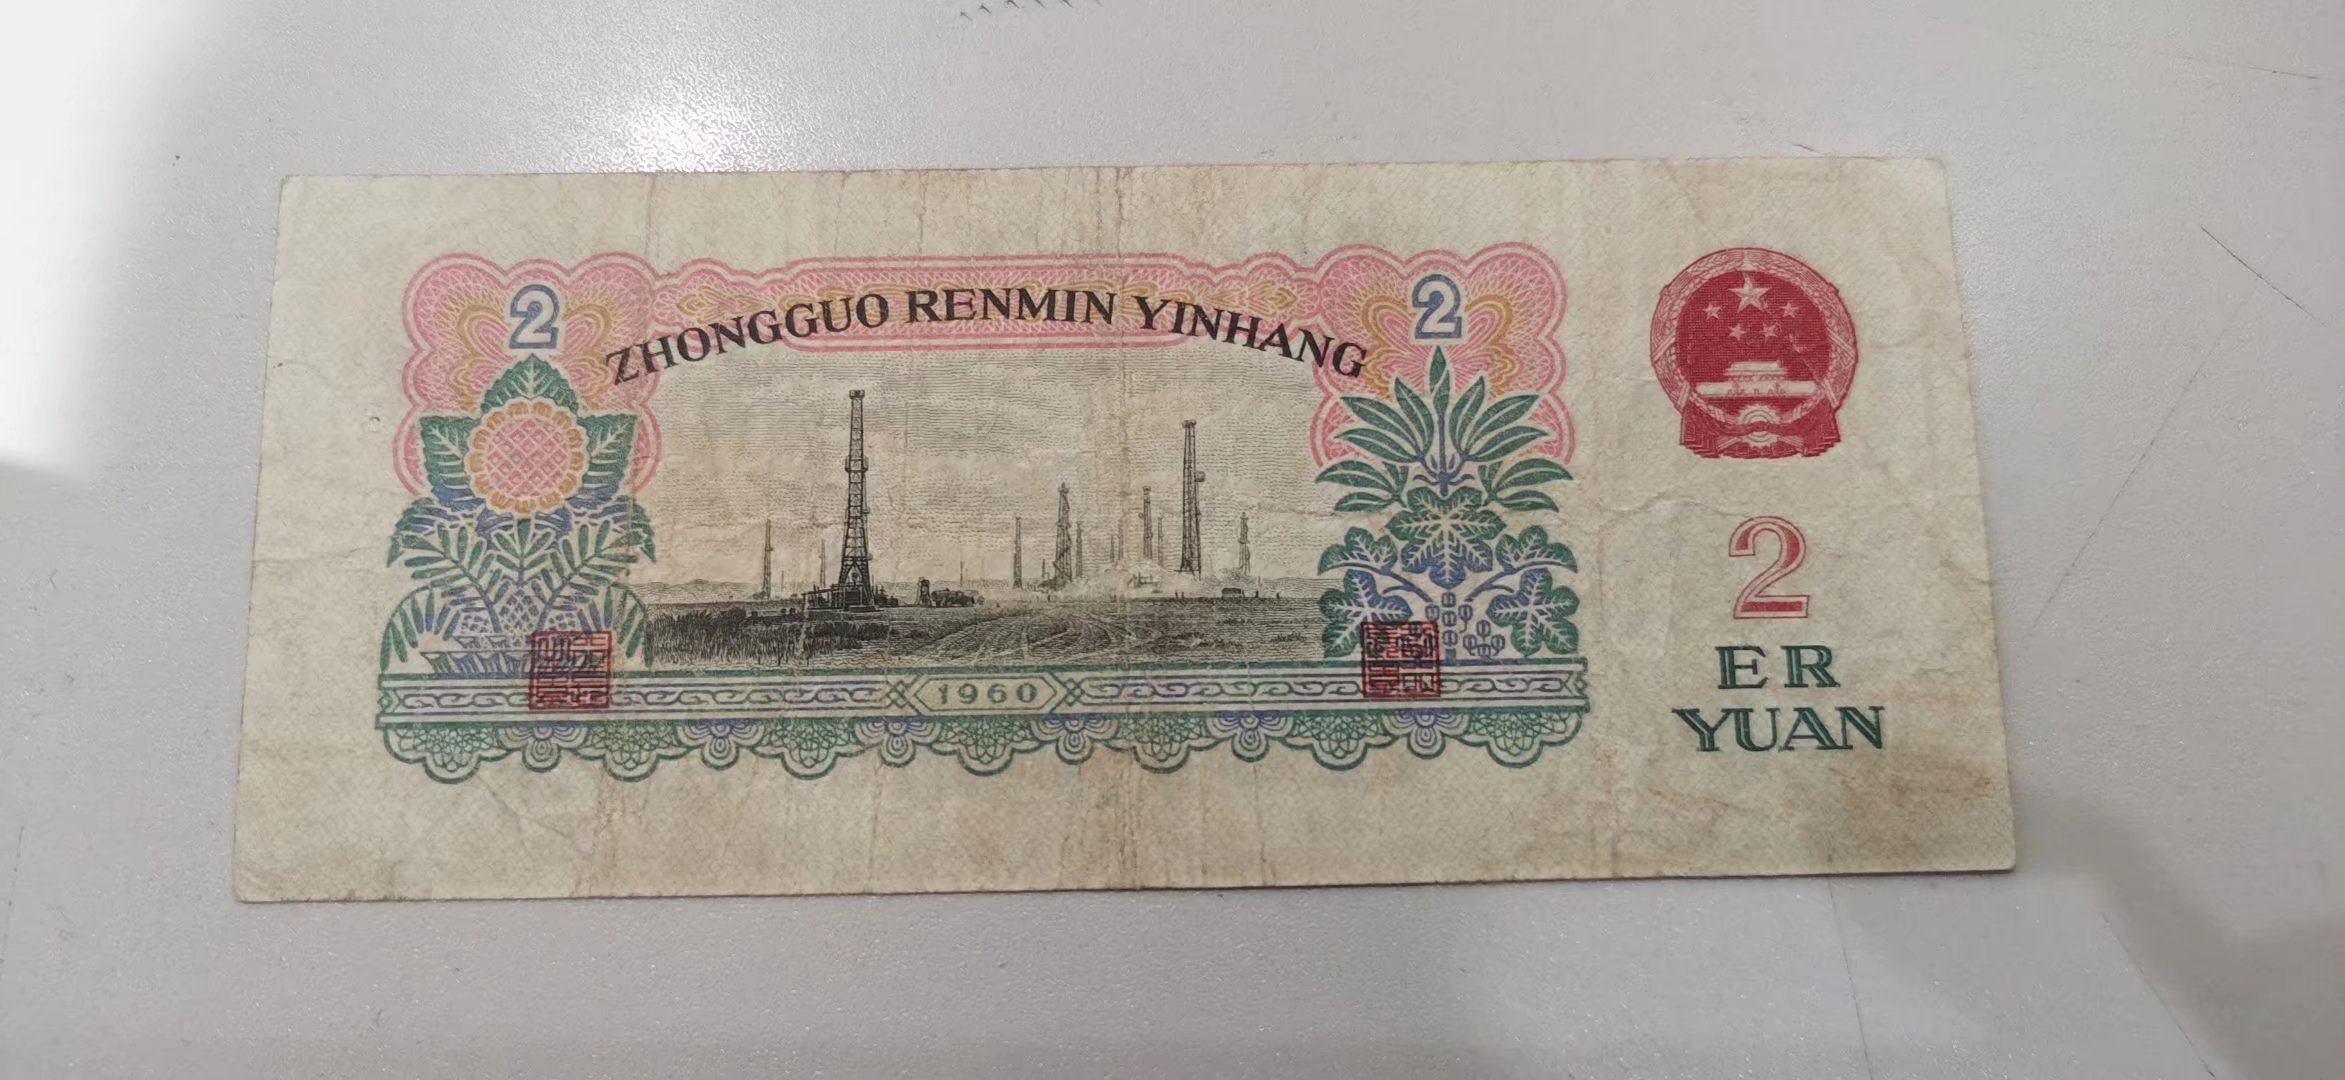 2
ZHONGGUO RENMIN YINHANG
2
1960
2
ER
YUAN